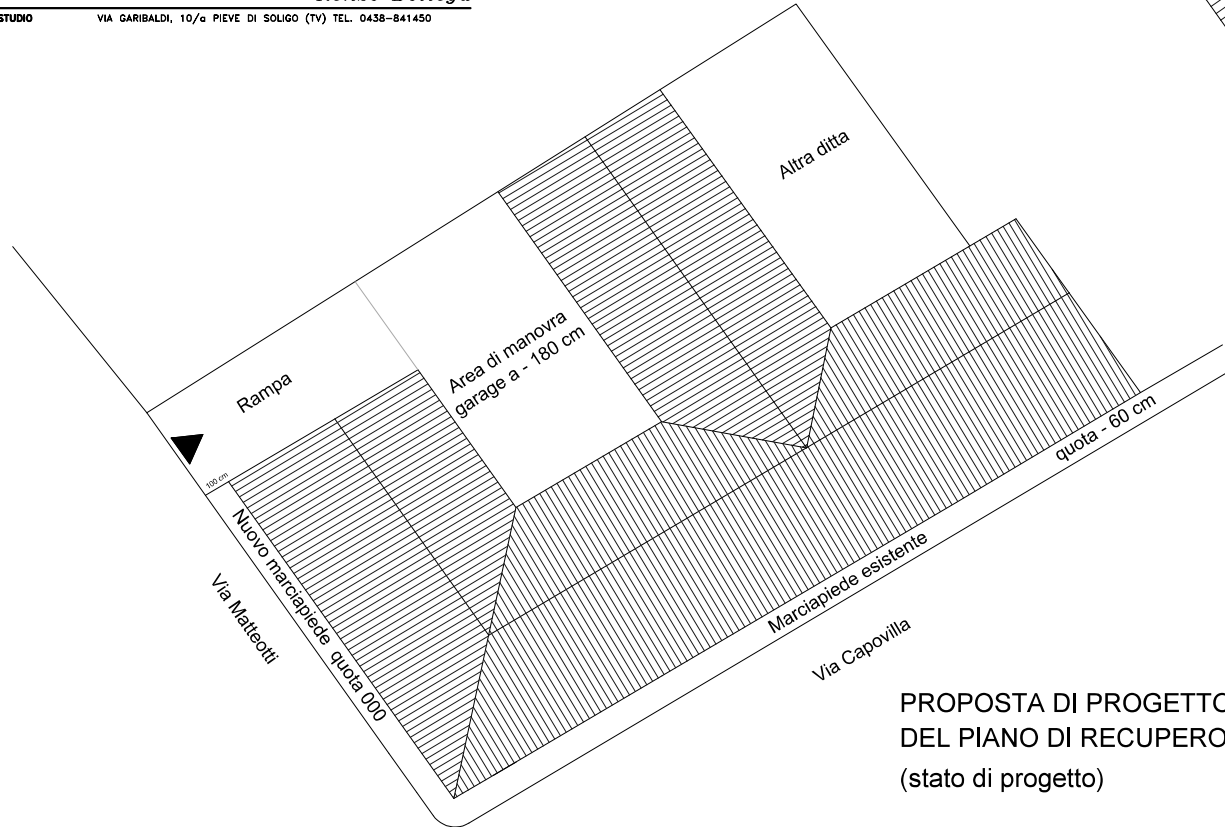 STUDIO VIA GARIBALDI, 10/a PIEVE DI SOLIGO (TV) TEL. 0438-841450
Altra ditta
Area di manovra
garage a - 180 cm
Rampa
100 cm
Nuovo marciapiede quota 000
Via Matteotti
quota - 60 cm
Marciapiede esistente
Via Capovilla
PROPOSTA DI PROGETTO
DEL PIANO DI RECUPERO
(stato di progetto)